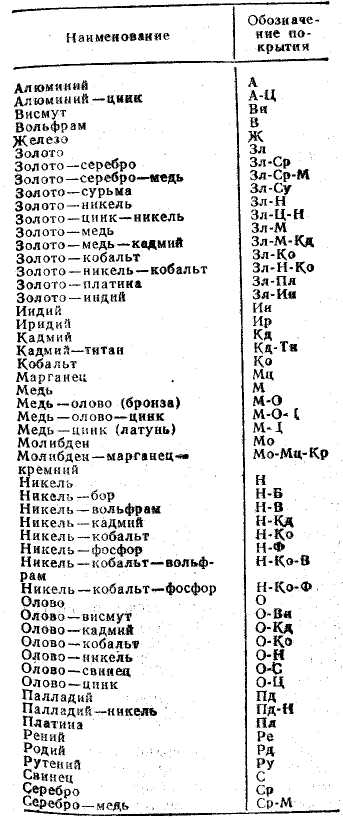 Наименование
Обозначе-
ние по-
крытия
Алюминий А
Алюминий—цинк А-Ц
Висмут Ви
Вольфрам В
Железо Ж
Золото Зл
Золото—серебро Зл-Ср
Золото—серебро—медь Зл-Ср-М
Золото—сурьма Зл-Су
Золото—никель Зл-Н
Золото—цинк—никель Зл-Ц-Н
Золото—медь Зл-М
Золото—медь—кадмий Зл-М-Кд
Золото—кобальт Зл-Ко
Золото—никель—кобальт Зл-Н-Ко
Золото—платина Зл-Пл
Золото—индий Зл-Ин
Индий Ин
Иридий Ир
Кадмий Кд
Кадмий—титан Кд-Ти
Кобальт Ко
Марганец Мц
Медь М
Медь—олово (бронза) М-О
Медь—олово—цинк
Медь—цинк (латунь)
Молибден Мо
Молибден—марганец— Мо-Мц-Кр
кремний
Никель Н
Никель—бор Н-Б
Никель—вольфрам Н-В
Никель—кадмий Н-Кд
Никель—кобальт Н-Ко
Никель—фосфор Н-Ф
Никель—кобальт—вольф- Н-Ко-В
рам
Никель—кобальт—фосфор Н-Ко-Ф
Олово О
Олово—висмут О-Ви
Олово—кадмий О-Кд
Олово—кобальт О-Ко
Олово—никель О-Н
Олово—свинец О-С
Олово—цинк О-Ц
Палладий Пд
Палладий—никель Пд-Н
Платина Пл
Рений Ре
Родий Рд
Рутений Ру
Свинец С
Серебро Ср
Серебро—медь Ср-М